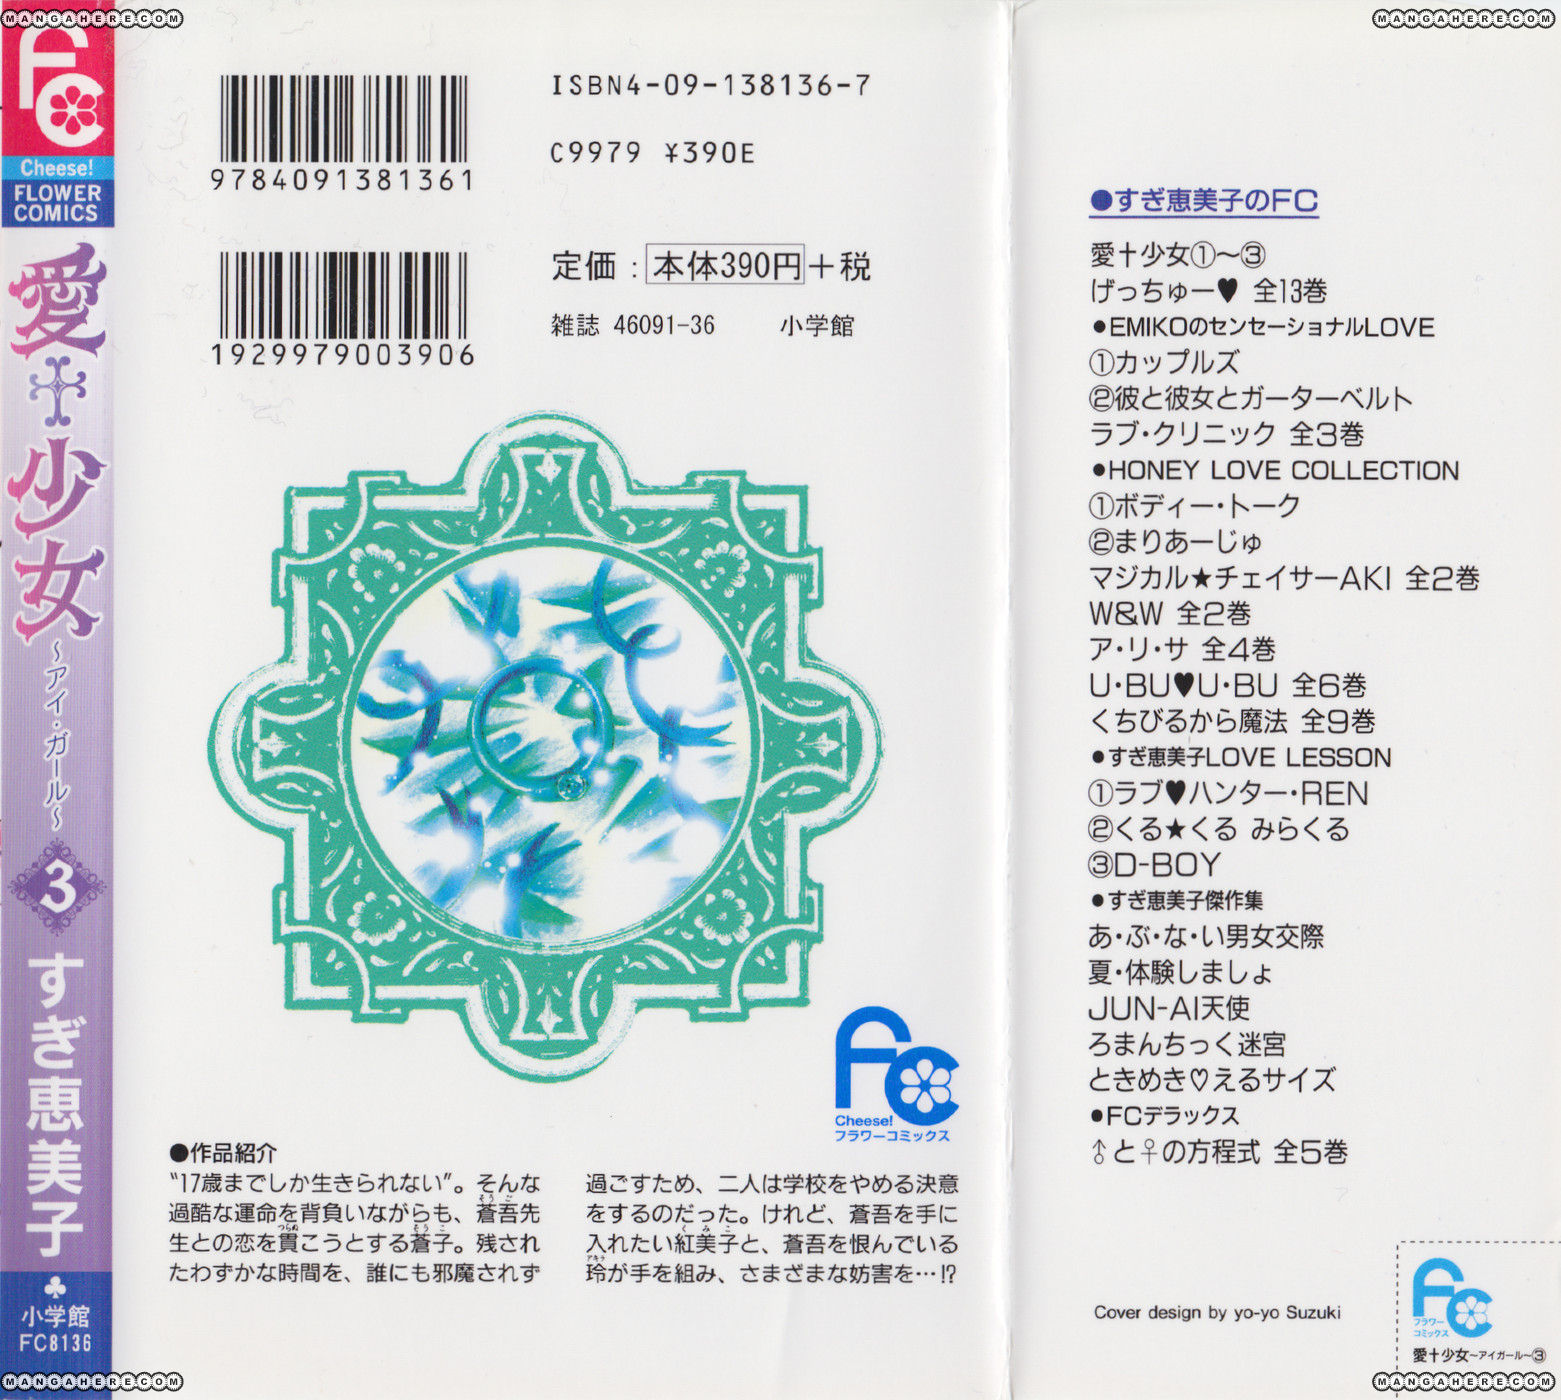 MANGAHERE.COM
MANGAHERE.COM
FC
Cheese!
FLOWER
COMICS
愛†少女
～アイ・ガール～
3
すぎ恵美子
小学館
FC8136
9784091381361
1929979003906
ISBN4-09-138136-7
C9979 ¥390E
定価：本体390円＋税
雑誌 46091-36 小学館
FC
Cheese!
フラワーコミックス
●作品紹介
“17歳までしか生きられない”。そんな
過酷な運命を背負いながらも、蒼吾先
生との恋を貫こうとする蒼子。残され
たわずかな時間を、誰にも邪魔されず
過ごすため、二人は学校をやめる決意
をするのだった。けれど、蒼吾を手に
入れたい紅美子と、蒼吾を恨んでいる
玲が手を組み、さまざまな妨害を…!?
●すぎ恵美子のFC
愛†少女①～③
げっちゅー♥ 全13巻
●EMIKOのセンセーショナルLOVE
①カップルズ
②彼と彼女とガーターベルト
ラブ・クリニック 全3巻
●HONEY LOVE COLLECTION
①ボディー・トーク
②まりあーじゅ
マジカル★チェイサーAKI 全2巻
W&W 全2巻
ア・リ・サ 全4巻
U・BU♥U・BU 全6巻
くちびるから魔法 全9巻
●すぎ恵美子LOVE LESSON
①ラブ♥ハンター・REN
②くる★くる みらくる
③D-BOY
●すぎ恵美子傑作集
あ・ぶ・な・い男女交際
夏・体験しましょ
JUN-AI天使
ろまんちっく迷宮
ときめき♡えるサイズ
●FCデラックス
♂と♀の方程式 全5巻
Cover design by yo-yo Suzuki
FC
フラワー
コミックス
愛†少女～アイガール～③
MANGAHERE.COM
MANGAHERE.COM